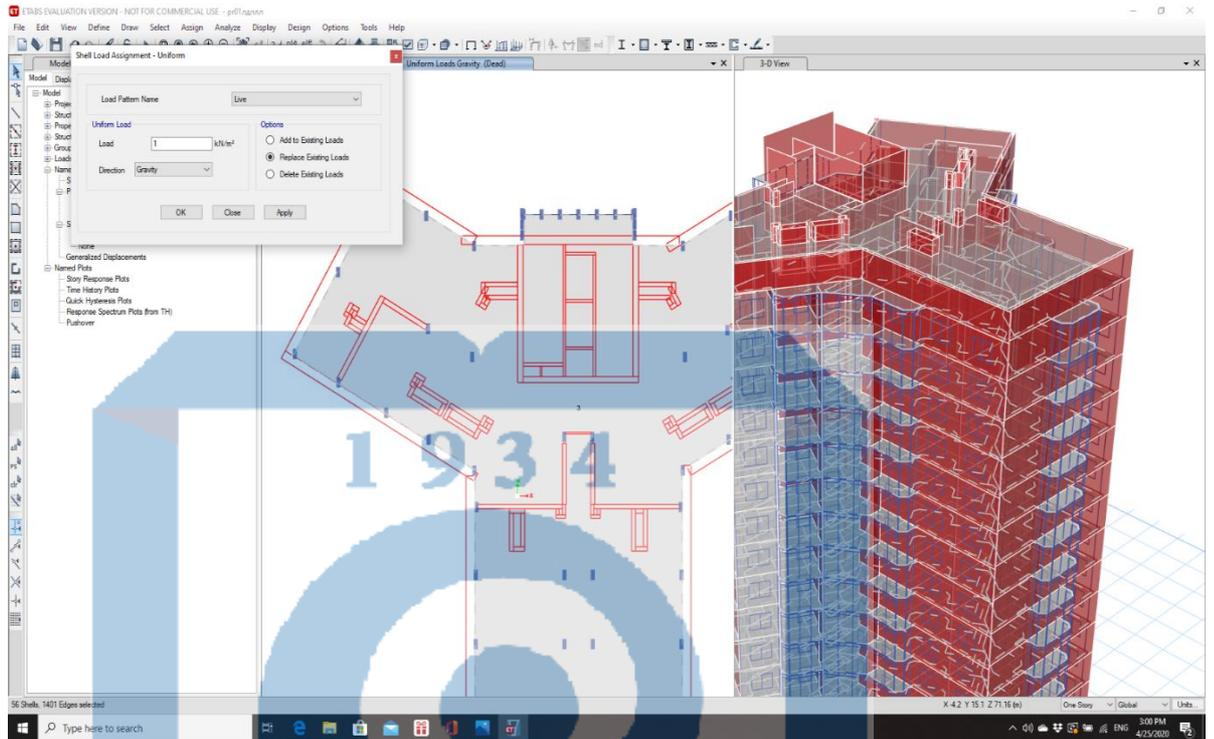 ETABS EVALUATION VERSION - NOT FOR COMMERCIAL USE
File Edit View Define Draw Select Assign Analyze Display Design Options Tools Help
Shell Load Assignment - Uniform
Load Pattern Name Live
Uniform Load
Load 1 kN/m²
Direction Gravity
Options
Add to Existing Loads
Replace Existing Loads
Delete Existing Loads
OK Close Apply
Uniform Loads Gravity (Dead)
3-D View
Model
Model
None
Generalized Displacements
Named Plots
Story Response Plots
Time History Plots
Quick Hysteresis Plots
Response Spectrum Plots (from TH)
Pushover
3
1934
56 Shells, 1401 Edges selected
X -4.2 Y 15.1 Z 71.16 (m)
One Story Global Units...
Type here to search
ENG
3:00 PM
4/25/2020